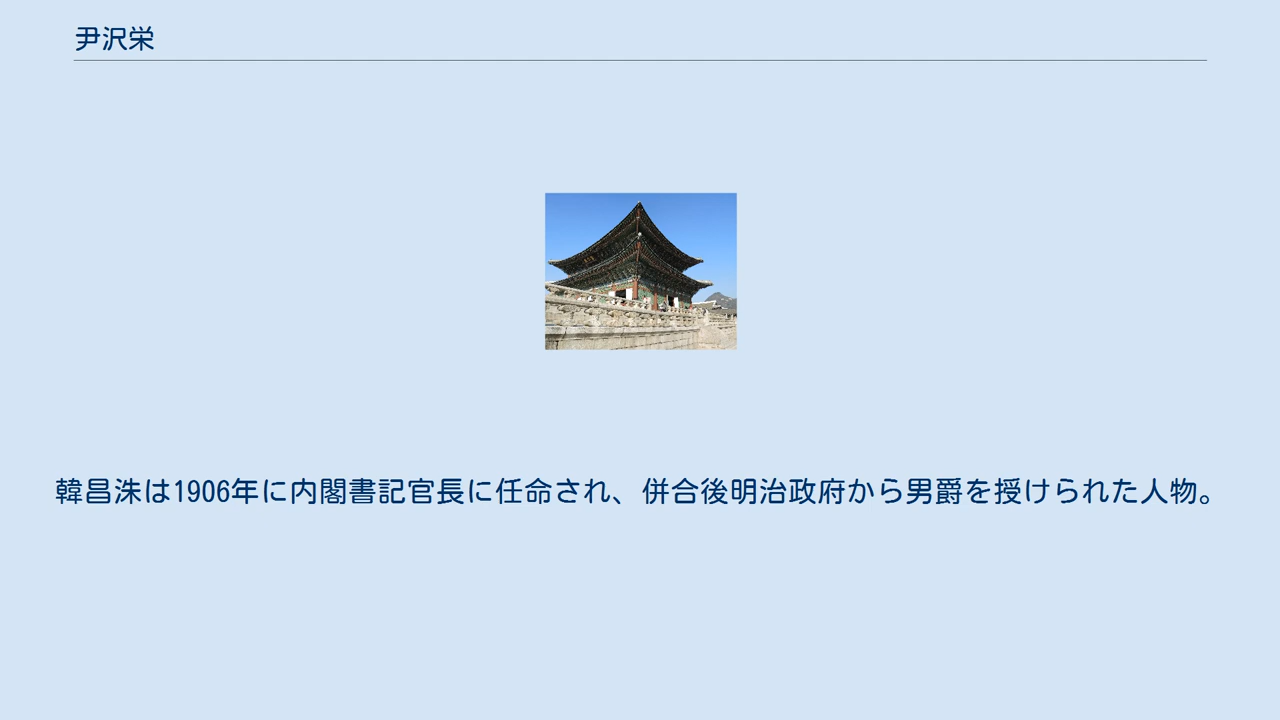 尹沢栄
韓昌洙は1906年に内閣書記官長に任命され、併合後明治政府から男爵を授けられた人物。